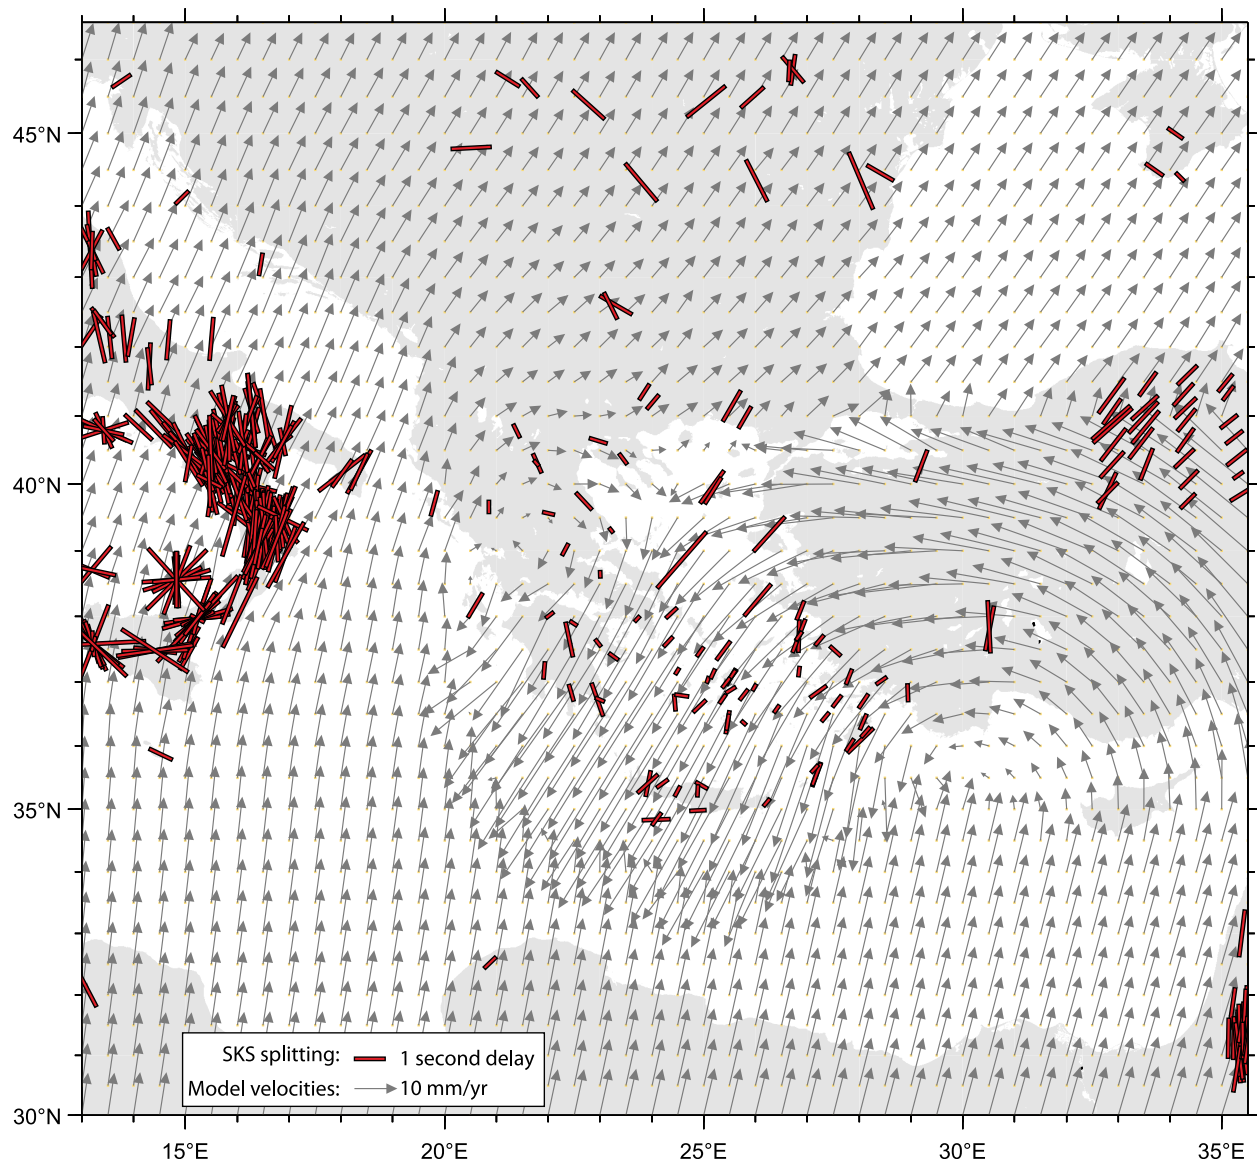 45°N
40°N
35°N
30°N
SKS splitting: 1 second delay
Model velocities: 10 mm/yr
15°E 20°E 25°E 30°E 35°E